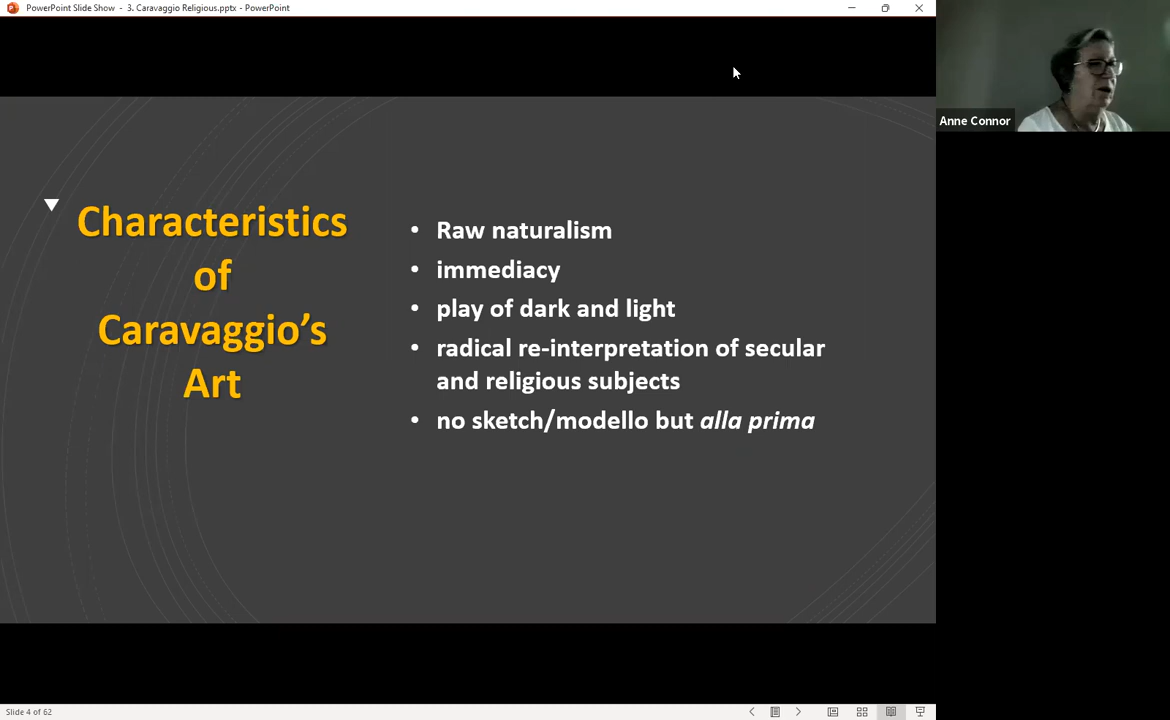 PowerPoint Slide Show - 3. Caravaggio Religious.pptx - PowerPoint
Anne Connor
Characteristics
of
Caravaggio's
Art
• Raw naturalism
• immediacy
• play of dark and light
• radical re-interpretation of secular
and religious subjects
• no sketch/modello but alla prima
Slide 4 of 62